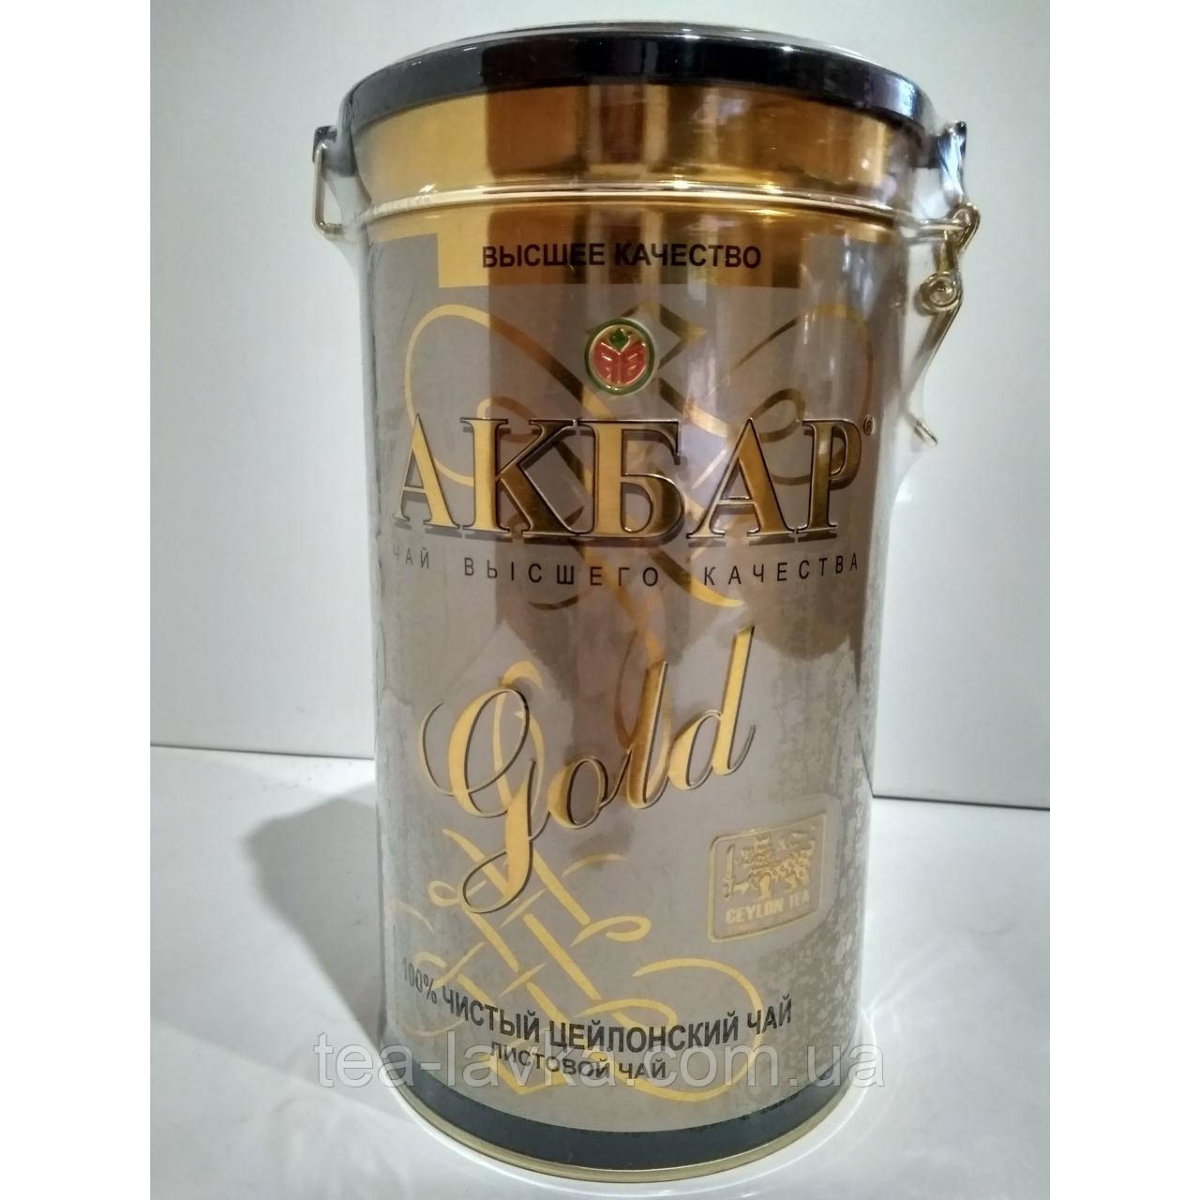 ВЫСШЕЕ КАЧЕСТВО
АКБАР®
ЧАЙ ВЫСШЕГО КАЧЕСТВА
Gold
CEYLON TEA
100% ЧИСТЫЙ ЦЕЙЛОНСКИЙ ЧАЙ
ЛИСТОВОЙ ЧАЙ
tea-lavka.com.ua